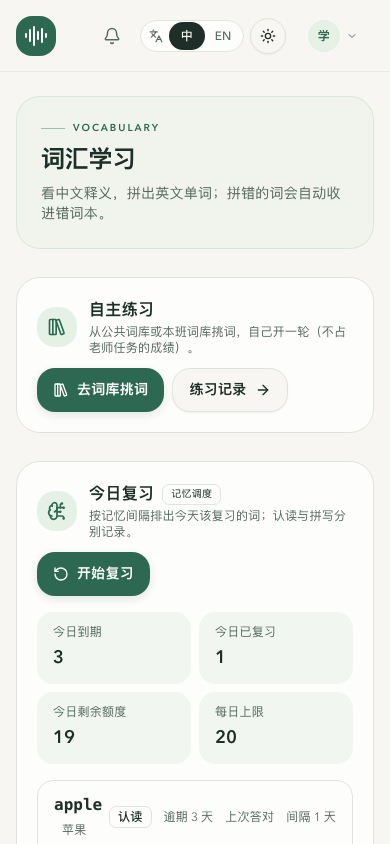 中 EN 学
VOCABULARY
词汇学习
看中文释义，拼出英文单词；拼错的词会自动收
进错词本。
自主练习
从公共词库或本班词库挑词，自己开一轮（不占
老师任务的成绩）。
去词库挑词 练习记录
今日复习 记忆调度
按记忆间隔排出今天该复习的词；认读与拼写分
别记录。
开始复习
今日到期 今日已复习
3 1
今日剩余额度 每日上限
19 20
apple 认读 逾期 3 天 上次答对 间隔 1 天
苹果